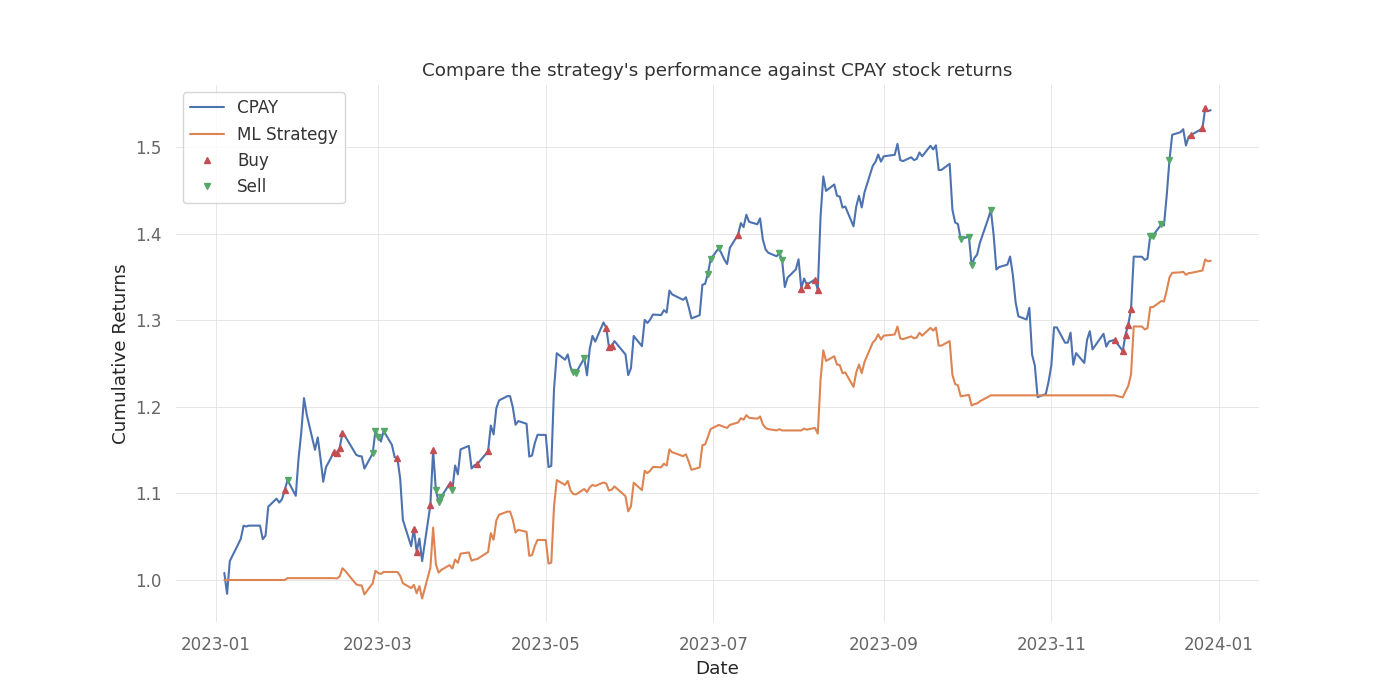 Compare the strategy's performance against CPAY stock returns
CPAY
ML Strategy
Buy
Sell
Cumulative Returns
1.5
1.4
1.3
1.2
1.1
1.0
2023-01 2023-03 2023-05 2023-07 2023-09 2023-11 2024-01
Date